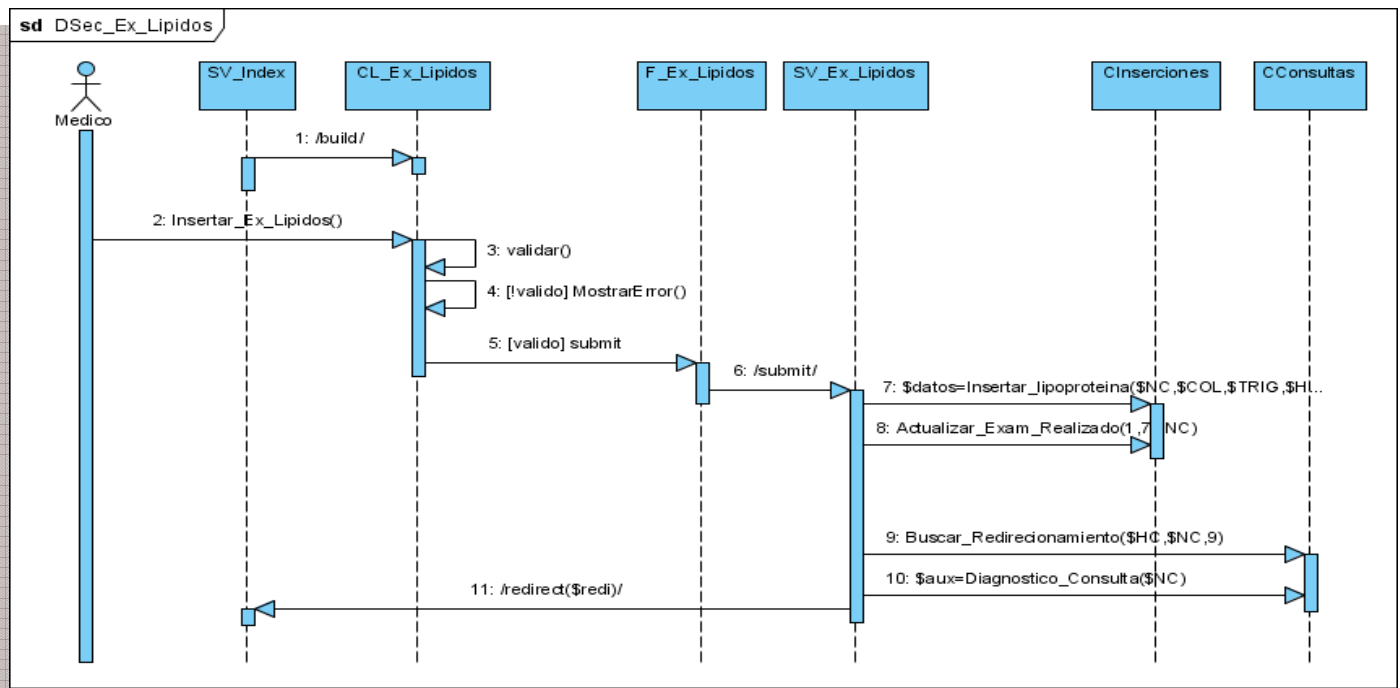 sd DSec_Ex_Lipidos
Medico
SV_Index
CL_Ex_Lipidos
F_Ex_Lipidos
SV_Ex_Lipidos
CInserciones
CConsultas
1: /build/
2: Insertar_Ex_Lipidos()
3: validar()
4: [!valido] MostrarError()
5: [valido] submit
6: /submit/
7: $datos=Insertar_lipoproteina($NC,$COL,$TRIG,$H...
8: Actualizar_Exam_Realizado(1,7 NC)
9: Buscar_Redirecionamiento($HC,$NC,9)
10: $aux=Diagnostico_Consulta($NC)
11: /redirect($redi)/